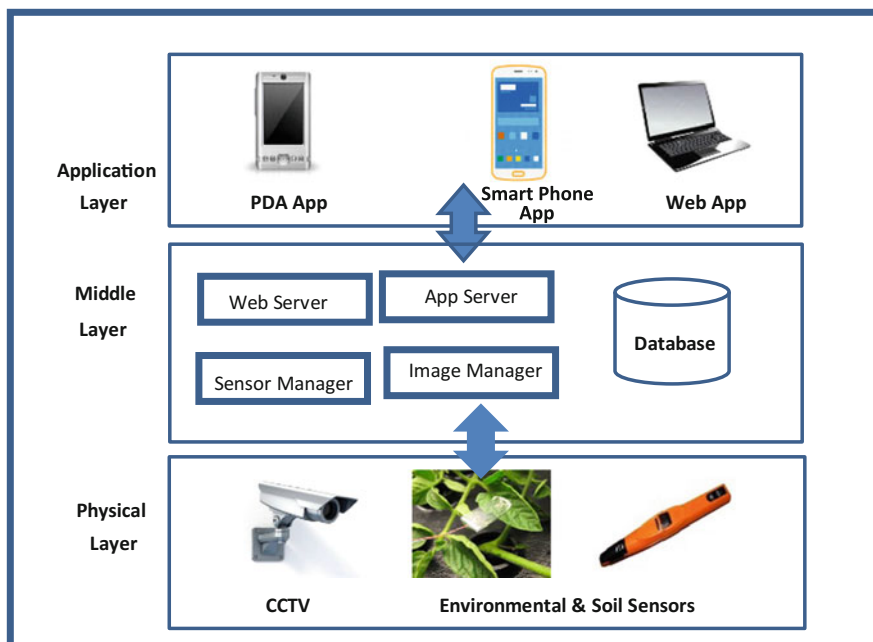 Application
Layer
PDA App
Smart Phone
App
Web App
Middle
Layer
Web Server
App Server
Sensor Manager
Image Manager
Database
Physical
Layer
CCTV
Environmental & Soil Sensors